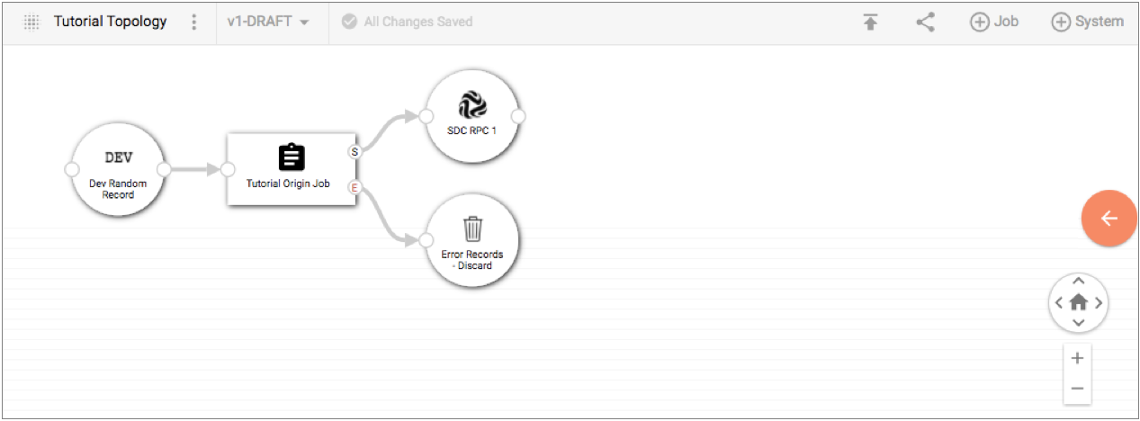 Tutorial Topology
v1-DRAFT
All Changes Saved
Job
System
DEV
Dev Random
Record
Tutorial Origin Job
S
E
SDC RPC 1
Error Records
- Discard